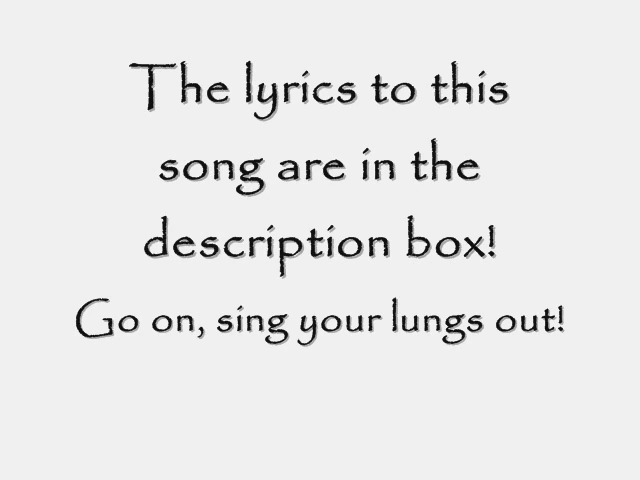 The lyrics to this
song are in the
description box!
Go on, sing your lungs out!